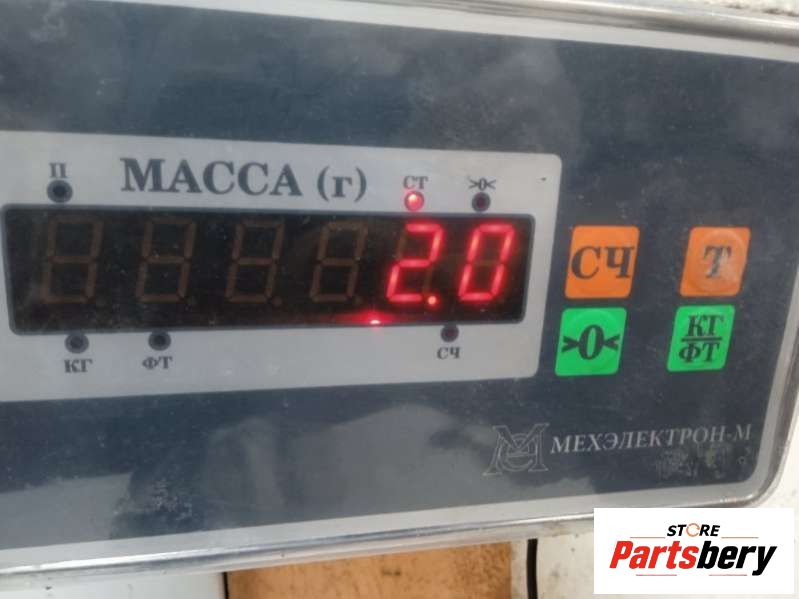 П
МАССА (г)
СТ
>0<
2.0
КГ
ФТ
СЧ
СЧ
Т
>0<
КГ
ФТ
МЕХЭЛЕКТРОН-М
STORE
Partsbery